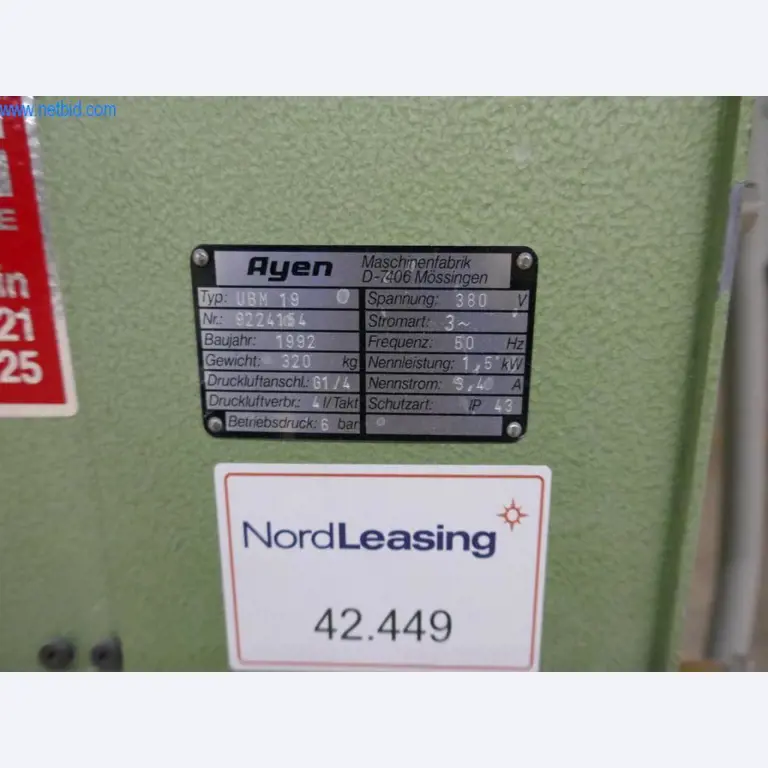 www.netbid.com
E
in
21
25
Ayen
Maschinenfabrik
D-7406 Mössingen
Typ: UBM 19
Nr.:
Baujahr: 1992
Gewicht: 320 kg
Druckluftanschl.: G1/4
Druckluftverbr.: 4 l/Takt
Betriebsdruck: 6 bar
Spannung: 380 V
Stromart: 3~
Frequenz: 50 Hz
Nennleistung: 1,5 kW
Nennstrom: A
Schutzart: IP 43
NordLeasing
42.449